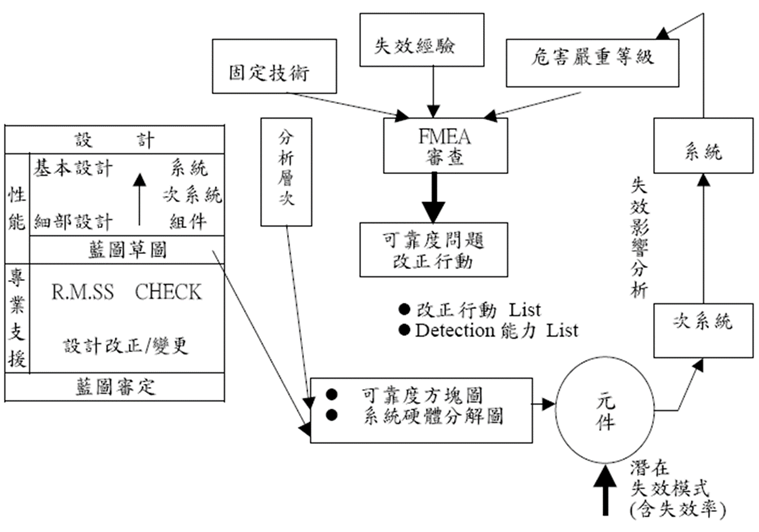 失效經驗
固定技術
危害嚴重等級
FMEA
審查
分析層次
系統
設 計
性能
基本設計 系統
次系統
細部設計 組件
藍圖草圖
專業支援
R.M.SS CHECK
設計改正/變更
藍圖審定
可靠度問題
改正行動
● 改正行動 List
● Detection 能力 List
失效影響分析
次系統
● 可靠度方塊圖
● 系統硬體分解圖
元件
潛在
失效模式
(含失效率)